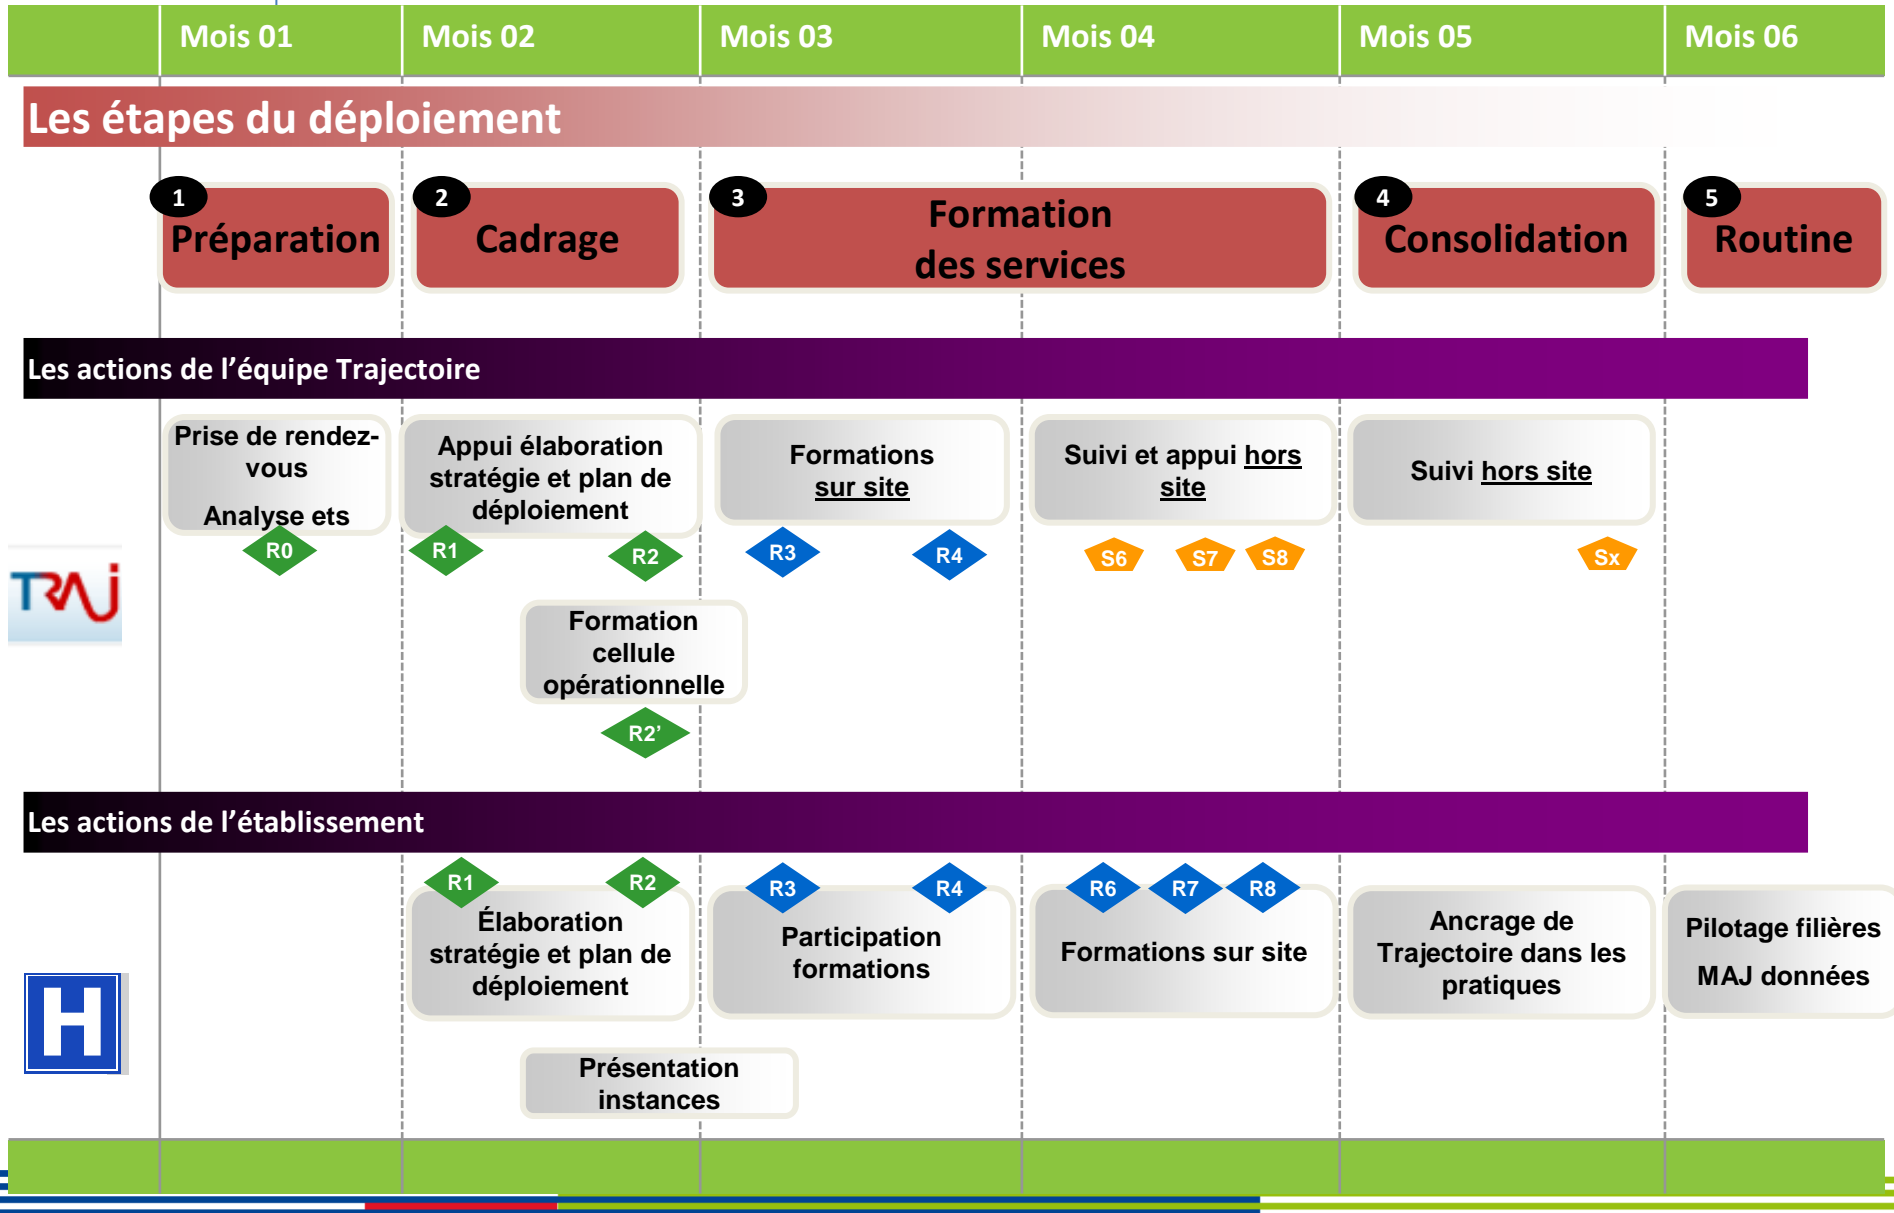 Mois 01
Mois 02
Mois 03
Mois 04
Mois 05
Mois 06
Les étapes du déploiement
1
Préparation
2
Cadrage
3
Formation
des services
4
Consolidation
5
Routine
Les actions de l’équipe Trajectoire
Prise de rendez-
vous
Analyse ets
R0
Appui élaboration
stratégie et plan de
déploiement
R1
R2
Formations
sur site
R3
R4
Suivi et appui hors
site
S6
S7
S8
Suivi hors site
Sx
TRAJ
Formation
cellule
opérationnelle
R2’
Les actions de l’établissement
R1
R2
Élaboration
stratégie et plan de
déploiement
R3
R4
Participation
formations
R6
R7
R8
Formations sur site
Ancrage de
Trajectoire dans les
pratiques
Pilotage filières
MAJ données
H
Présentation
instances